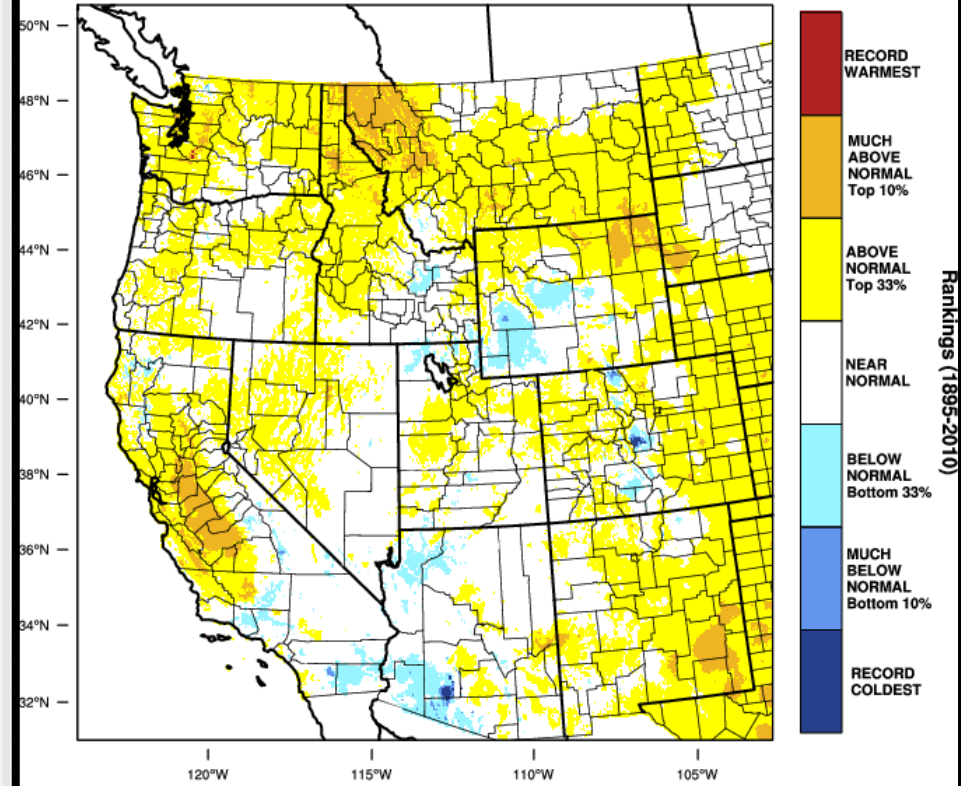 50°N
48°N
46°N
44°N
42°N
40°N
38°N
36°N
34°N
32°N
120°W
115°W
110°W
105°W
RECORD
WARMEST
MUCH
ABOVE
NORMAL
Top 10%
ABOVE
NORMAL
Top 33%
NEAR
NORMAL
BELOW
NORMAL
Bottom 33%
MUCH
BELOW
NORMAL
Bottom 10%
RECORD
COLDEST
Rankings (1895-2010)